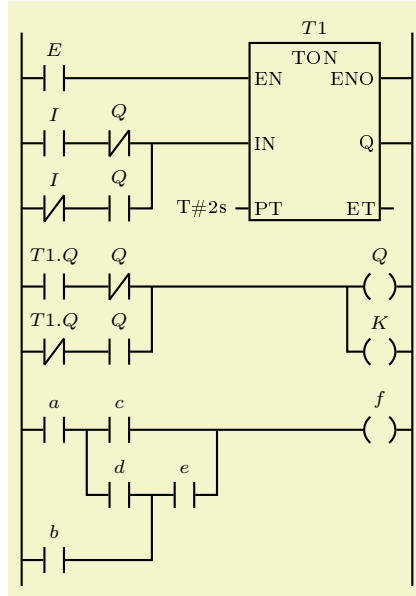 T1
E TON
EN ENO
I Q
IN Q
I Q
T#2s PT ET
T1.Q Q Q
T1.Q Q K
a c f
d e
b